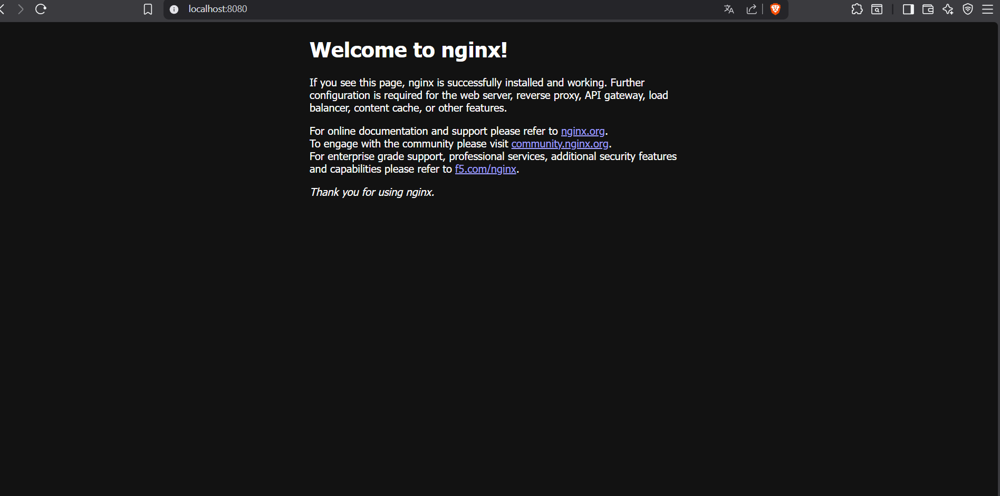 localhost:8080
Welcome to nginx!
If you see this page, nginx is successfully installed and working. Further
configuration is required for the web server, reverse proxy, API gateway, load
balancer, content cache, or other features.
For online documentation and support please refer to nginx.org.
To engage with the community please visit community.nginx.org.
For enterprise grade support, professional services, additional security features
and capabilities please refer to f5.com/nginx.
Thank you for using nginx.